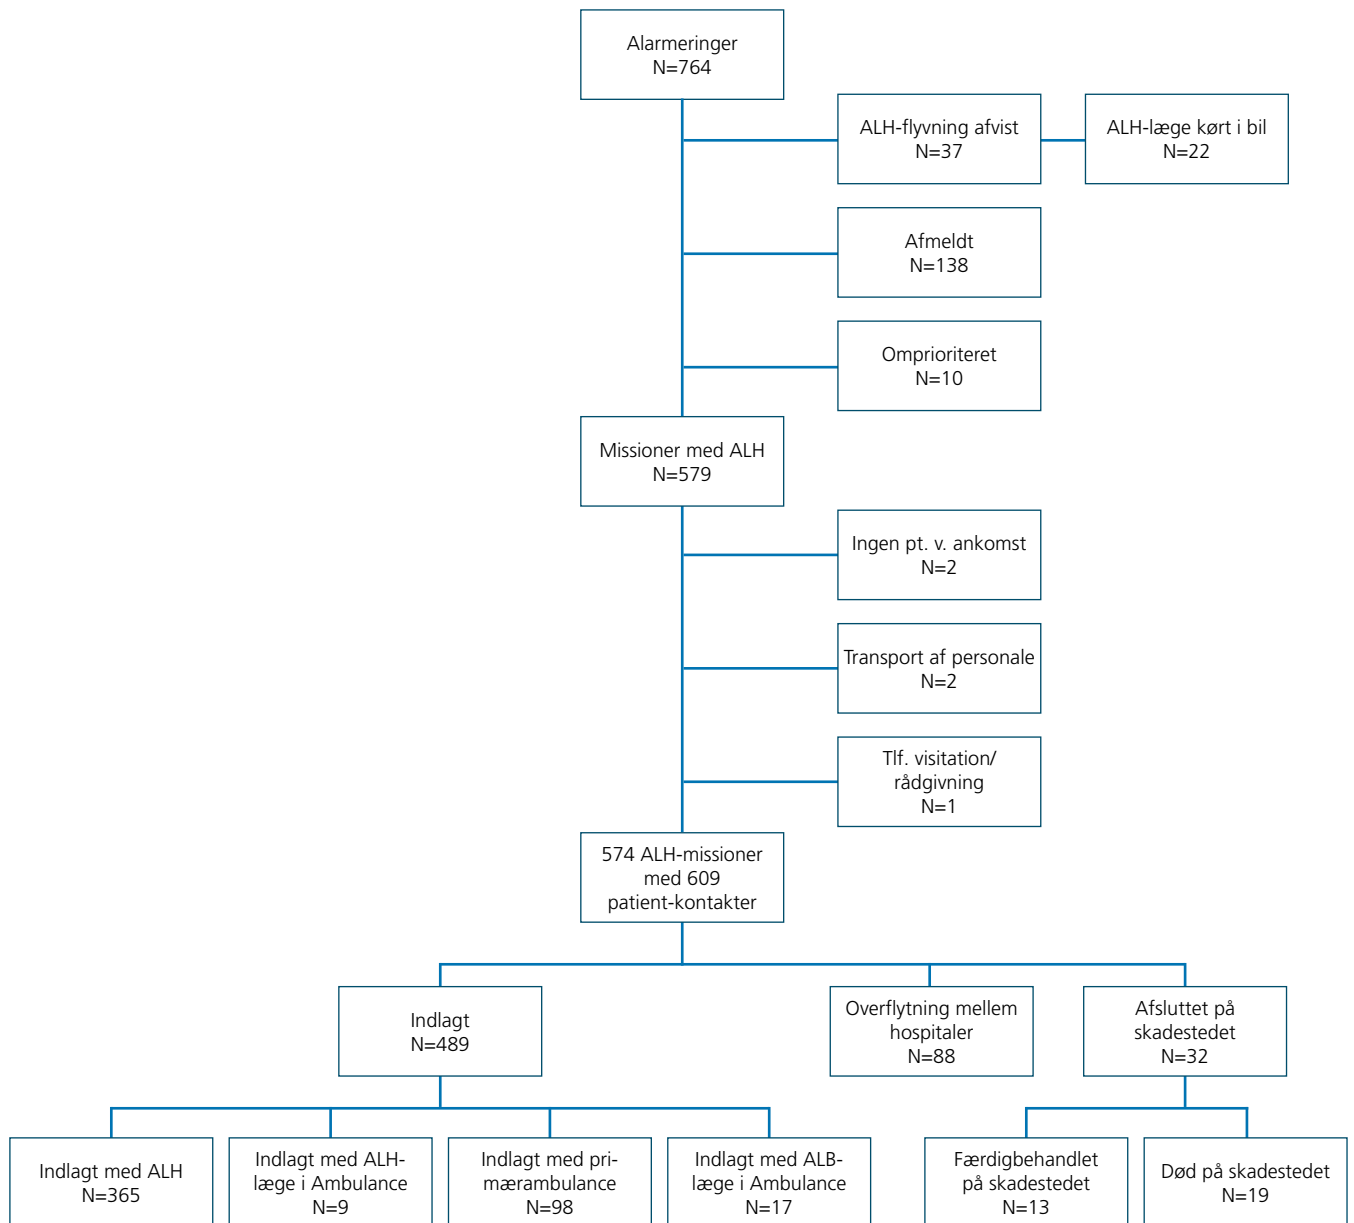 Alarmeringer
N=764
ALH-flyvning afvist
N=37
ALH-læge kørt i bil
N=22
Afmeldt
N=138
Omprioriteret
N=10
Missioner med ALH
N=579
Ingen pt. v. ankomst
N=2
Transport af personale
N=2
Tlf. visitation/
rådgivning
N=1
574 ALH-missioner
med 609
patient-kontakter
Indlagt
N=489
Overflytning mellem
hospitaler
N=88
Afsluttet på
skadestedet
N=32
Indlagt med ALH
N=365
Indlagt med ALH-
læge i Ambulance
N=9
Indlagt med pri-
mærambulance
N=98
Indlagt med ALB-
læge i Ambulance
N=17
Færdigbehandlet
på skadestedet
N=13
Død på skadestedet
N=19